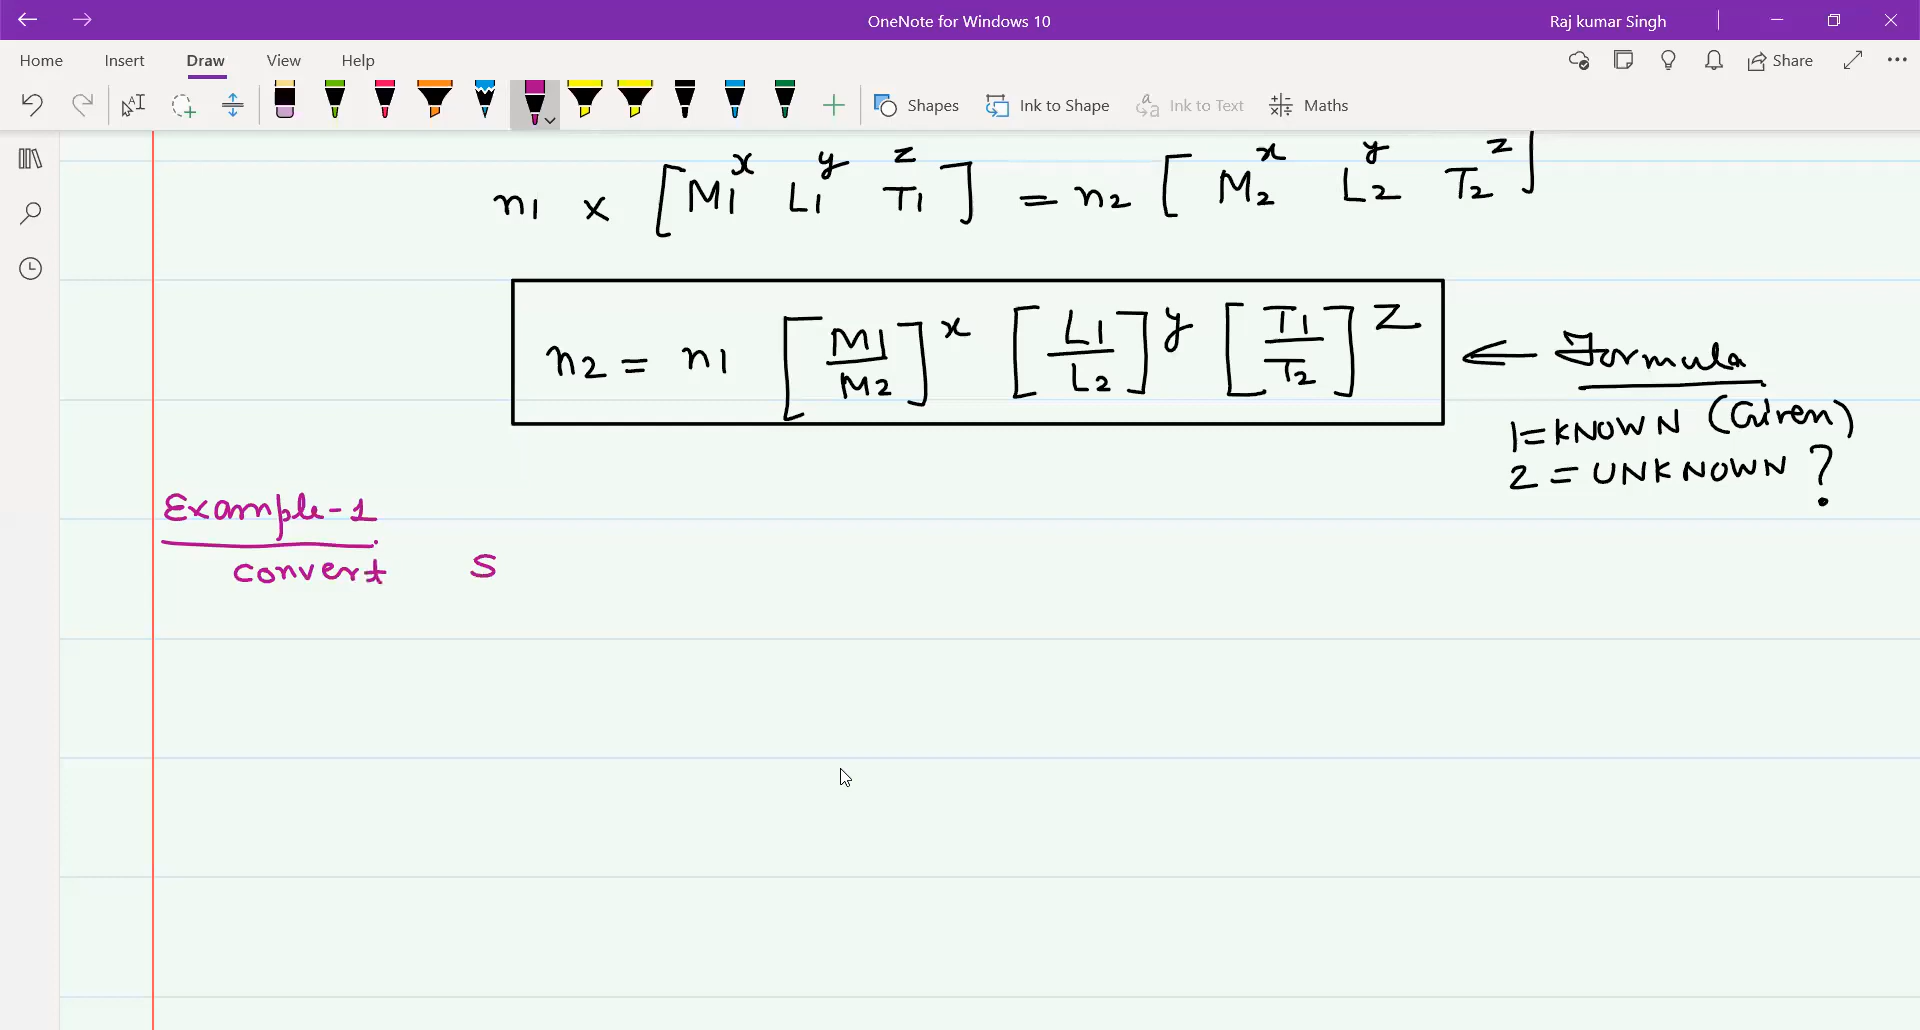 OneNote for Windows 10
Raj kumar Singh
Home Insert Draw View Help
Share
Shapes Ink to Shape Ink to Text Maths
n1 × [M1^x L1^y T1^z] = n2 [M2^x L2^y T2^z]
n2 = n1 [M1/M2]^x [L1/L2]^y [T1/T2]^z ← Formula
1= KNOWN (Given)
2 = UNKNOWN ?
Example-1
convert S